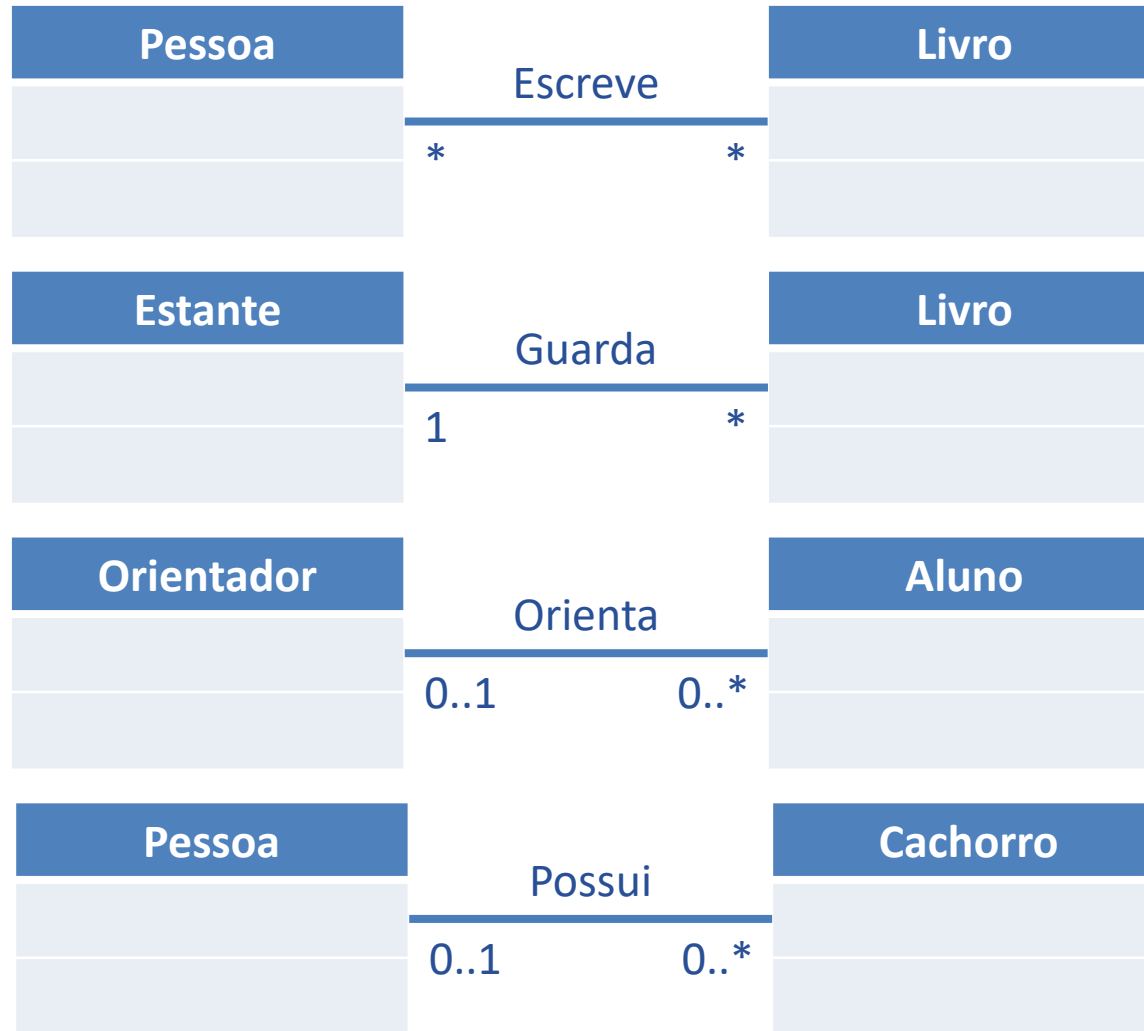 Pessoa
Livro
Escreve
*
*
Estante
Livro
Guarda
1
*
Orientador
Aluno
Orienta
0..1
0..*
Pessoa
Cachorro
Possui
0..1
0..*